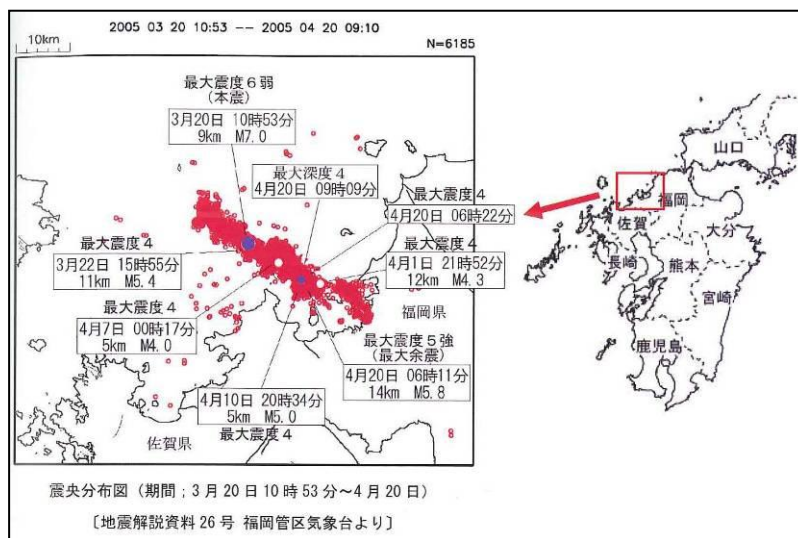 2005 03 20 10:53 -- 2005 04 20 09:10
10km
N=6185
最大震度6弱
(本震)
3月20日 10時53分
9km M7.0
最大深度4
4月20日 09時09分
最大震度4
4月20日 06時22分
最大震度4
3月22日 15時55分
11km M5.4
最大震度4
4月1日 21時52分
12km M4.3
最大震度4
4月7日 00時17分
5km M4.0
福岡県
最大震度5強
(最大余震)
4月20日 06時11分
14km M5.8
4月10日 20時34分
5km M5.0
最大震度4
佐賀県
山口
福岡
佐賀
大分
長崎
熊本
宮崎
鹿児島
震央分布図(期間;3月20日10時53分~4月20日)
〔地震解説資料26号 福岡管区気象台より〕